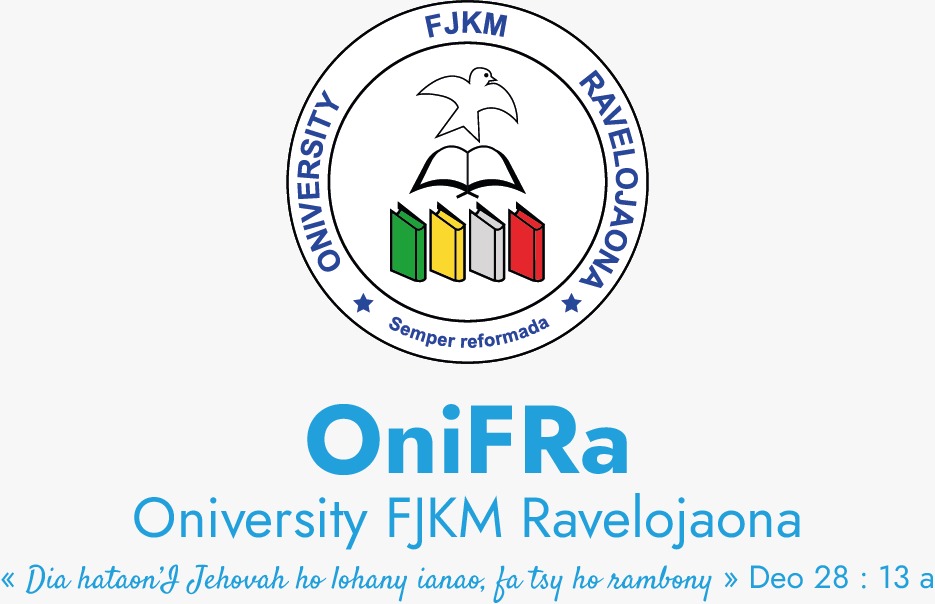 ONIVERSITY FJKM RAVELOJAONA
Semper reformada
OniFRa
Oniversity FJKM Ravelojaona
« Dia hataon'I Jehovah ho lohany ianao, fa tsy ho rambony » Deo 28 : 13 a